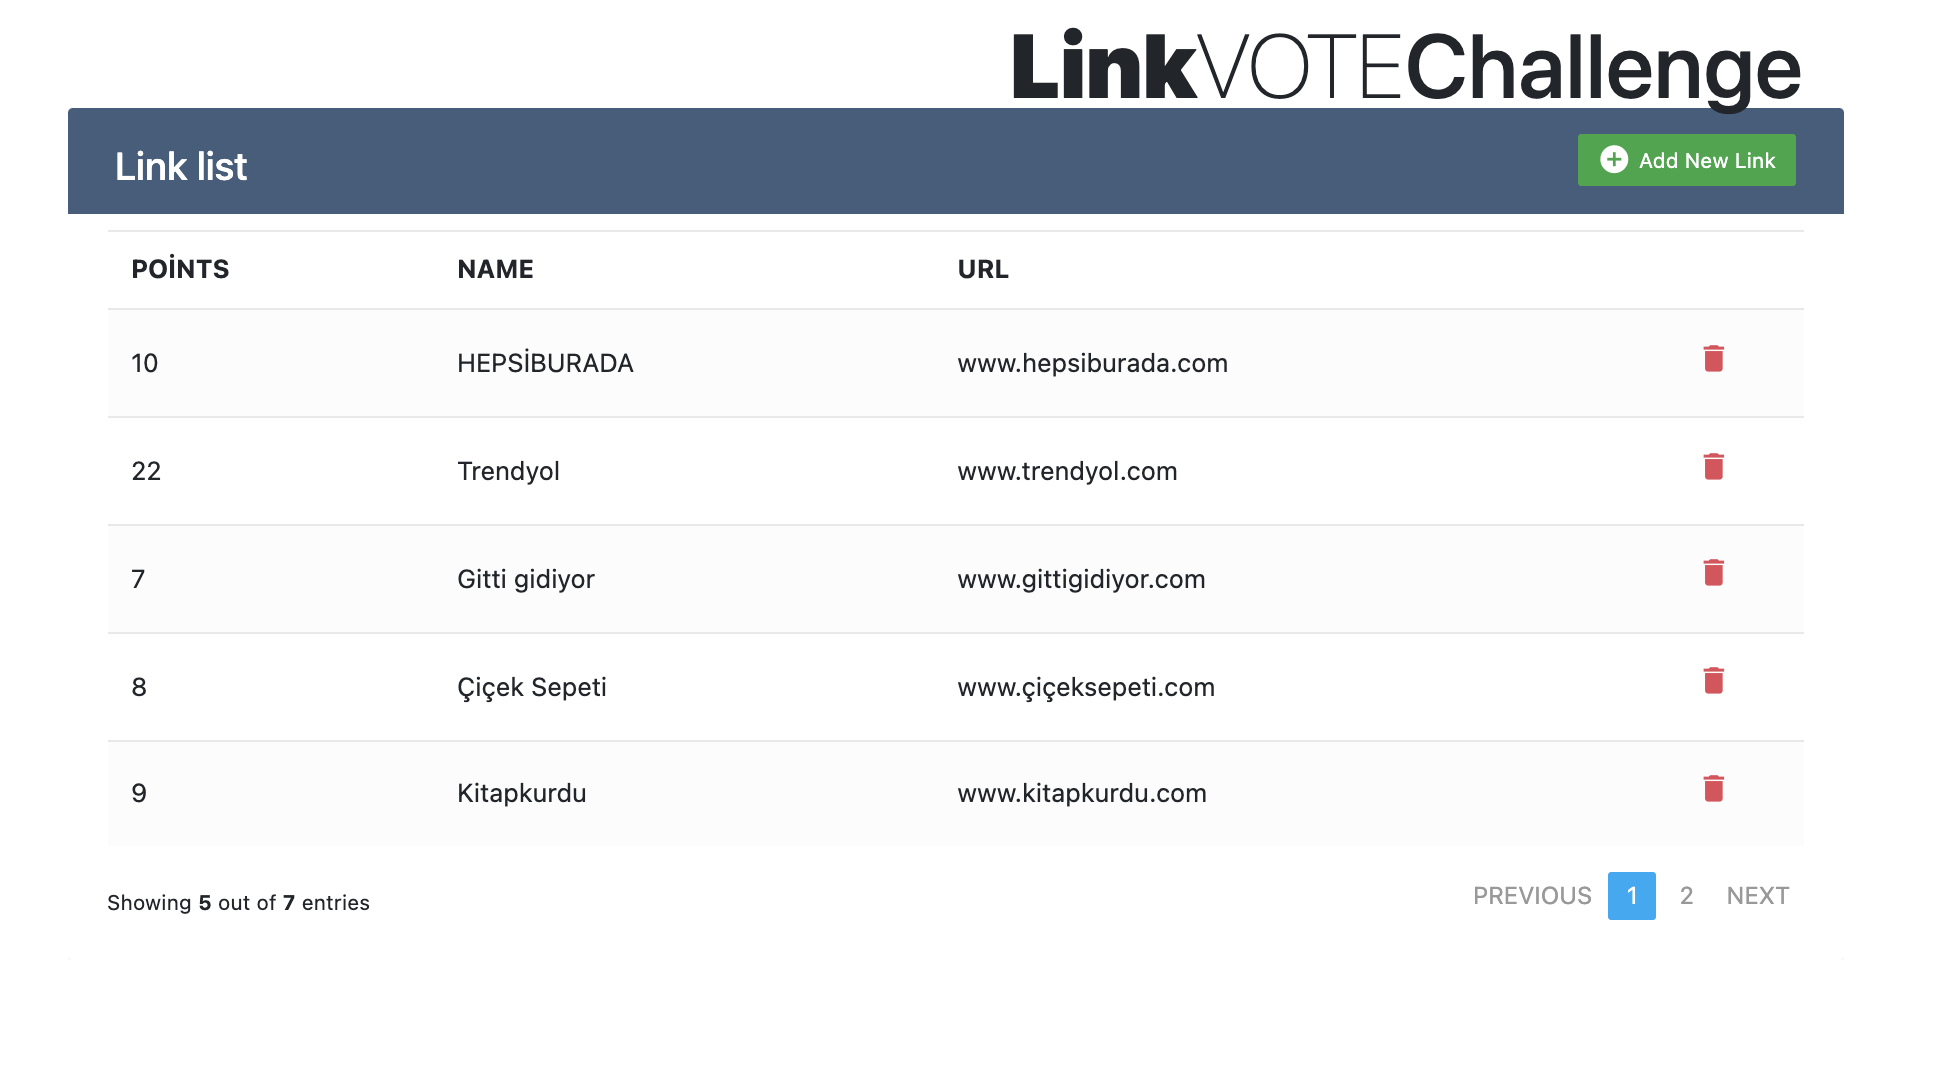 LinkVOTEChallenge
Link list
Add New Link
POİNTS NAME URL
10 HEPSİBURADA www.hepsiburada.com
22 Trendyol www.trendyol.com
7 Gitti gidiyor www.gittigidiyor.com
8 Çiçek Sepeti www.çiçeksepeti.com
9 Kitapkurdu www.kitapkurdu.com
Showing 5 out of 7 entries
PREVIOUS 1 2 NEXT